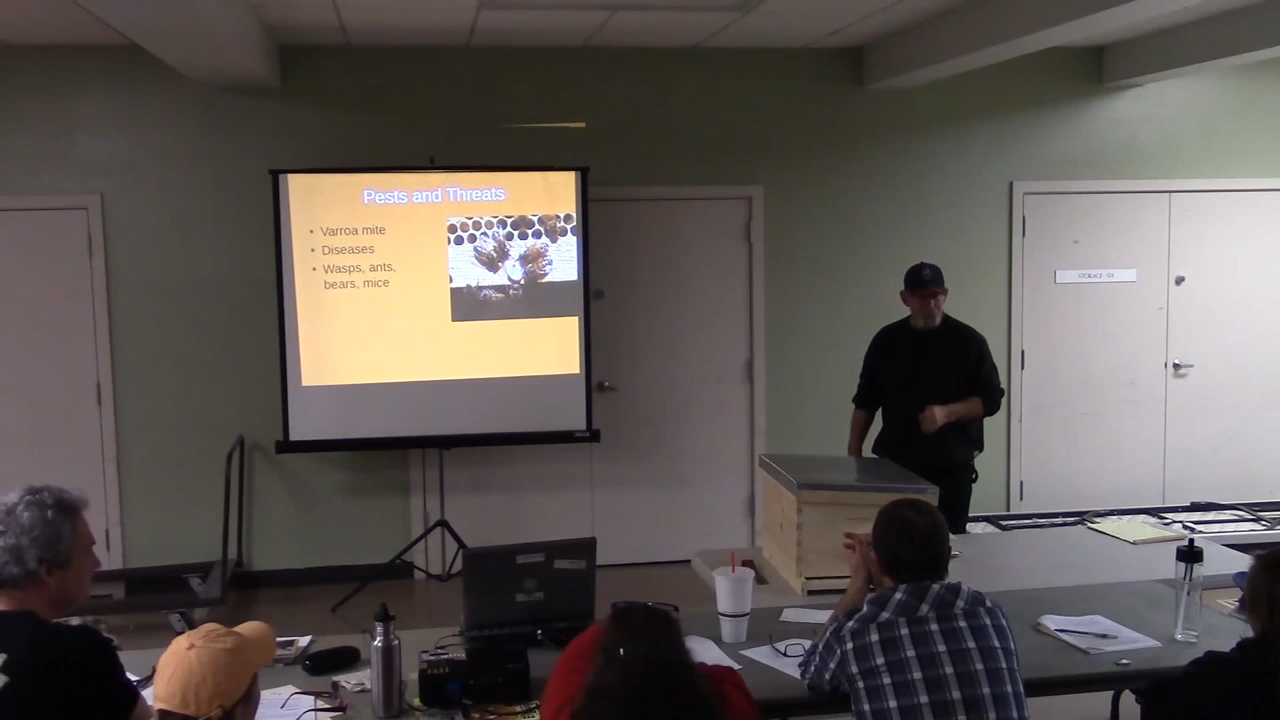 Pests and Threats
• Varroa mite
• Diseases
• Wasps, ants,
bears, mice
STORAGE